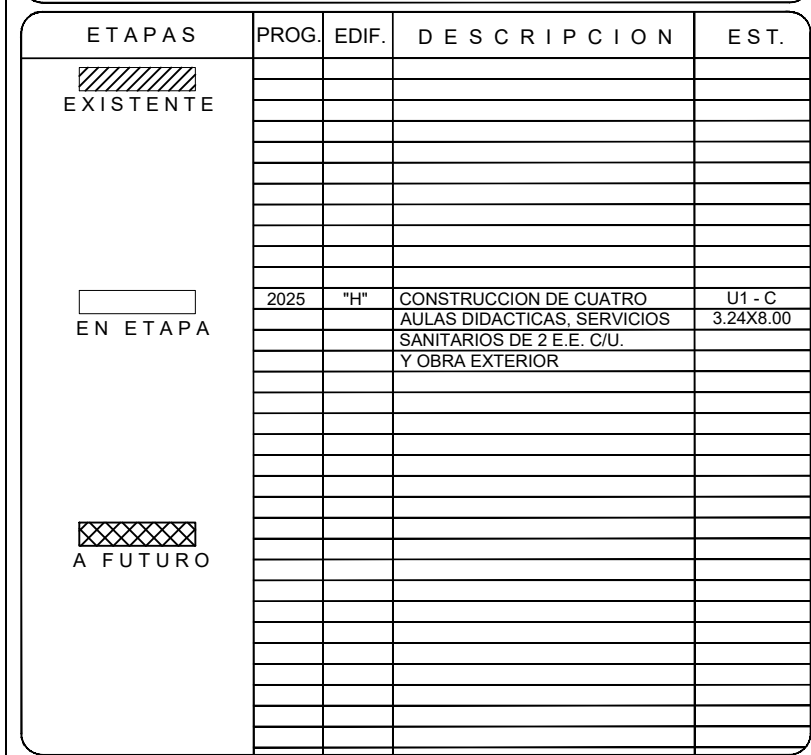 ETAPAS PROG. EDIF. DESCRIPCION EST.
EXISTENTE
2025 "H" CONSTRUCCION DE CUATRO U1 - C
EN ETAPA AULAS DIDACTICAS, SERVICIOS 3.24X8.00
SANITARIOS DE 2 E.E. C/U.
Y OBRA EXTERIOR
A FUTURO